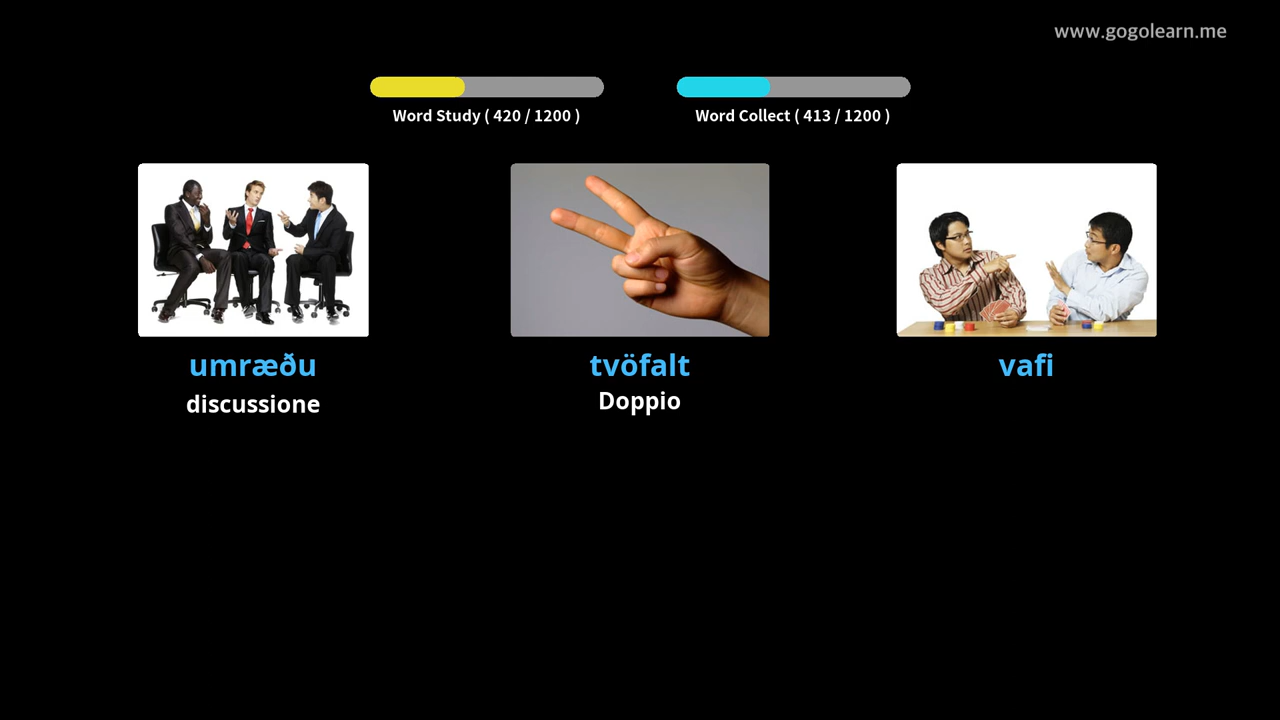 www.gogolearn.me
Word Study ( 420 / 1200 )
Word Collect ( 413 / 1200 )
umræðu
tvöfalt
vafi
discussione
Doppio